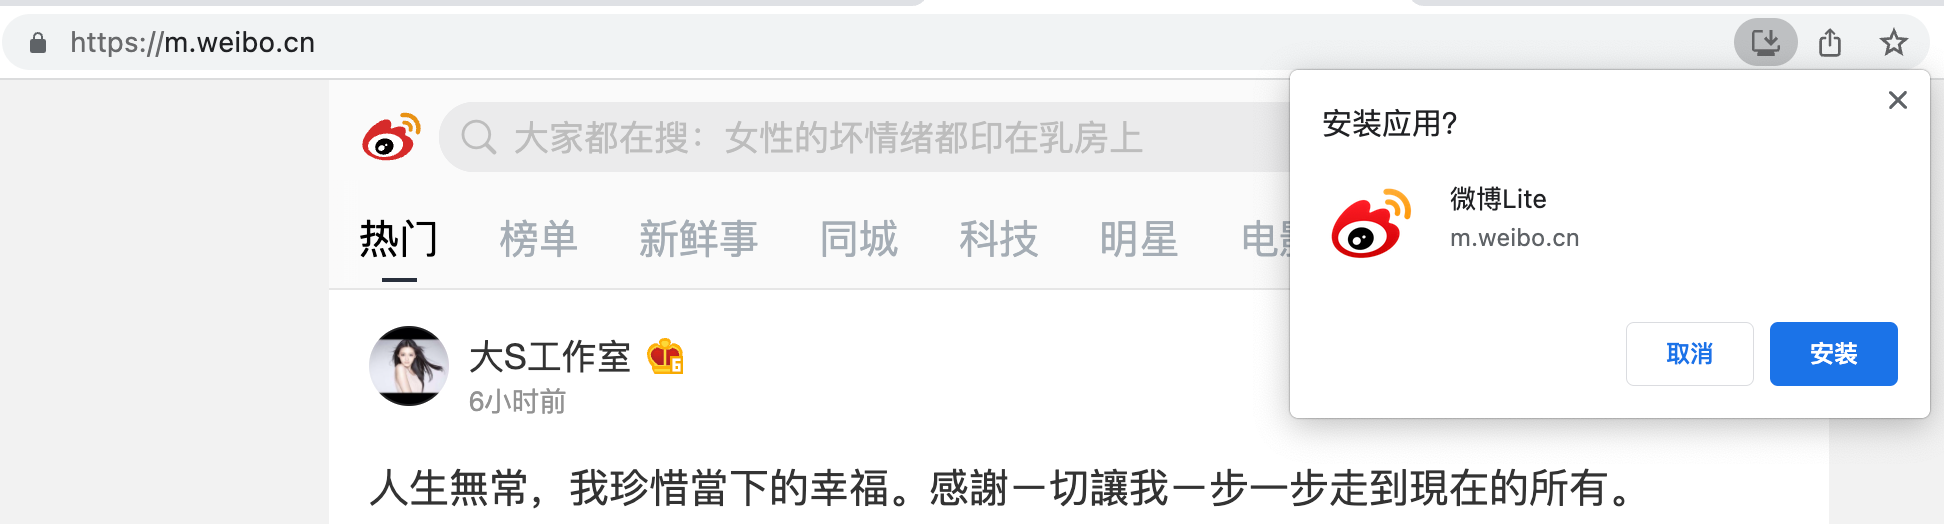 https://m.weibo.cn
安装应用?
微博Lite
m.weibo.cn
取消
安装
大家都在搜：女性的坏情绪都印在乳房上
热门 榜单 新鲜事 同城 科技 明星 电影
大S工作室 6
6小时前
人生無常，我珍惜當下的幸福。感謝一切讓我一步一步走到現在的所有。